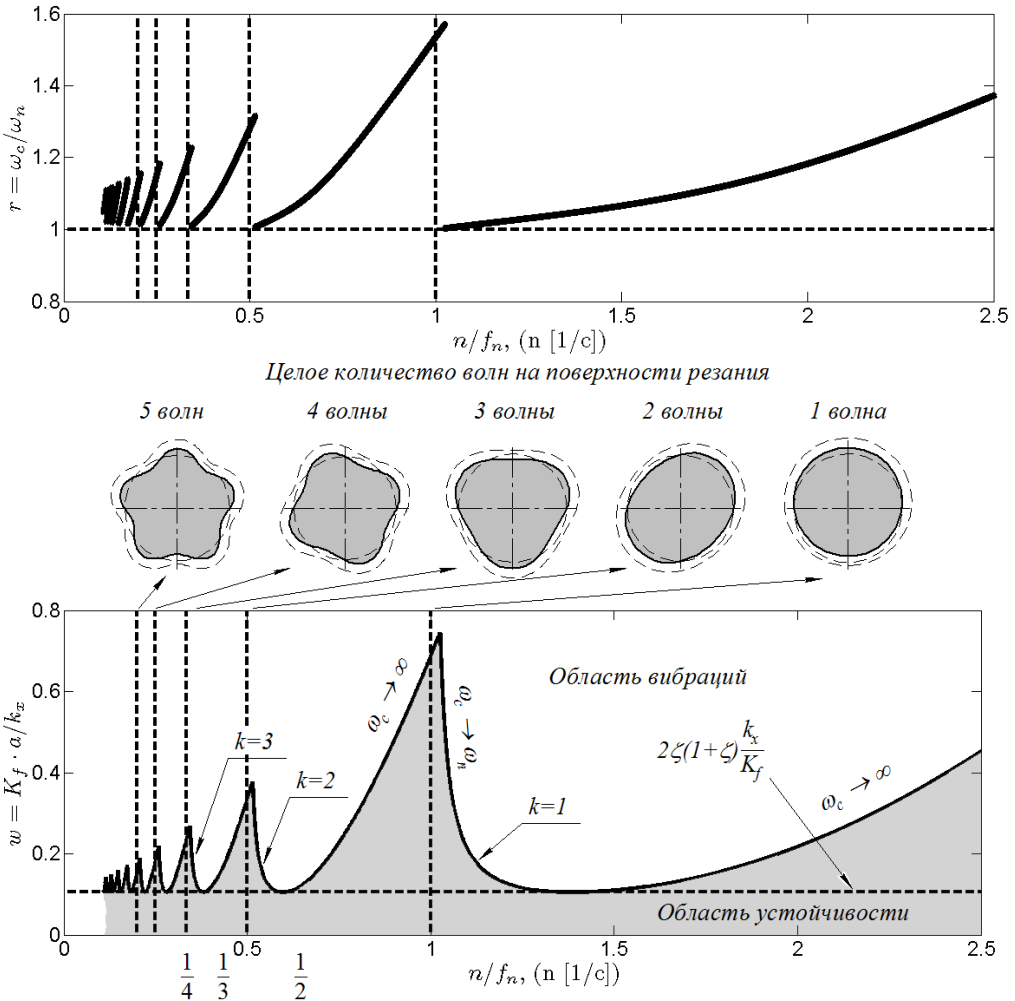 1.6
1.4
1.2
1
0.8
r = ω_c/ω_n
0 0.5 1 1.5 2 2.5
n/f_n, (n [1/c])
Целое количество волн на поверхности резания
5 волн 4 волны 3 волны 2 волны 1 волна
0.8
0.6
0.4
0.2
0
w = K_f · a/k_x
Область вибраций
ω_c → ∞
ω_c → ω_n
k=3
k=2
k=1
2ζ(1+ζ) k_x/K_f
ω_c → ∞
Область устойчивости
0 0.5 1 1.5 2 2.5
1/4 1/3 1/2
n/f_n, (n [1/c])